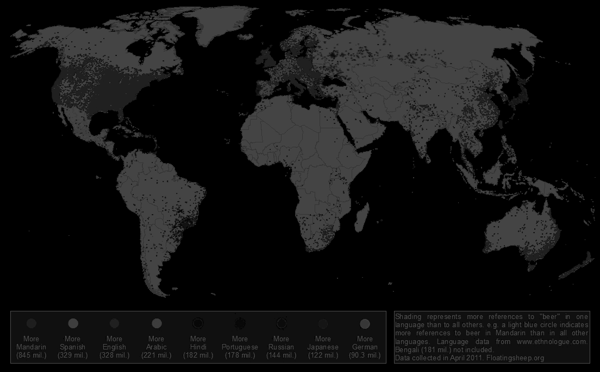 More Mandarin (845 mil.)
More Spanish (329 mil.)
More English (328 mil.)
More Arabic (221 mil.)
More Hindi (182 mil.)
More Portuguese (178 mil.)
More Russian (144 mil.)
More Japanese (122 mil.)
More German (90.3 mil.)
Shading represents more references to "beer" in one
language than to all others. e.g. a light blue circle indicates
more references to beer in Mandarin than in all other
languages. Language data from www.ethnologue.com.
Bengali (181 mil.) not included.
Data collected in April 2011. Floatingsheep.org